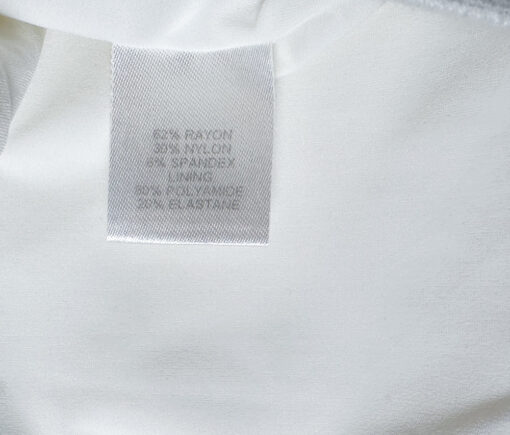 62% RAYON
30% NYLON
8% SPANDEX
LINING
80% POLYAMIDE
20% ELASTANE